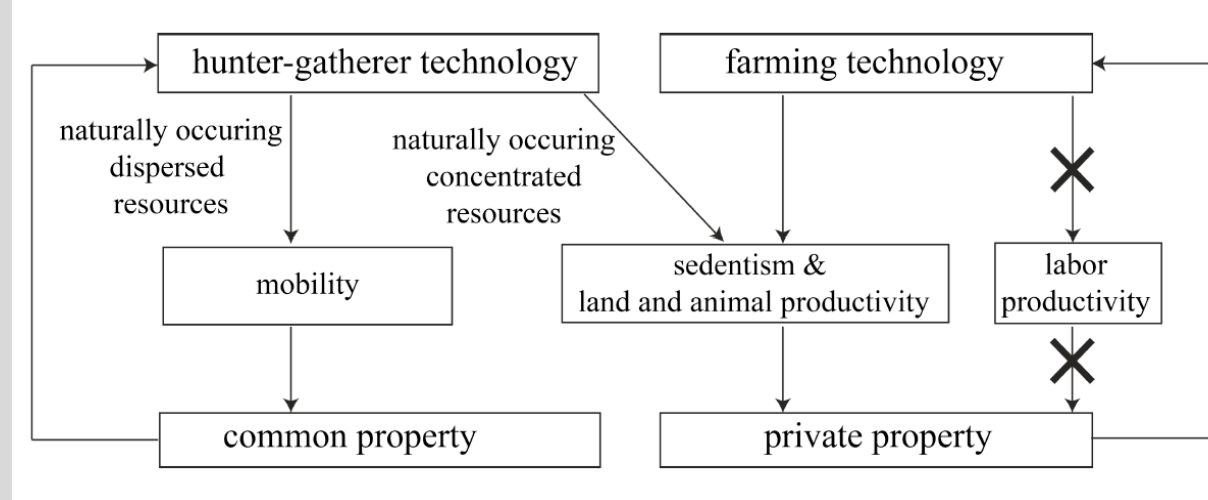 hunter-gatherer technology
farming technology
naturally occuring
dispersed
resources
naturally occuring
concentrated
resources
mobility
sedentism &
land and animal productivity
labor
productivity
common property
private property